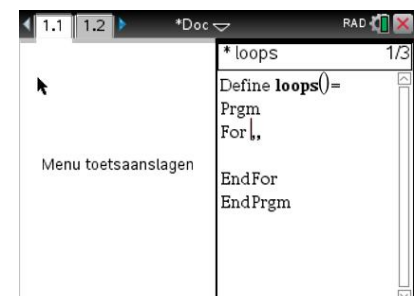 1.1 1.2 *Doc RAD
Menu toetsaanslagen
* loops 1/3
Define loops()=
Prgm
For ,,
EndFor
EndPrgm